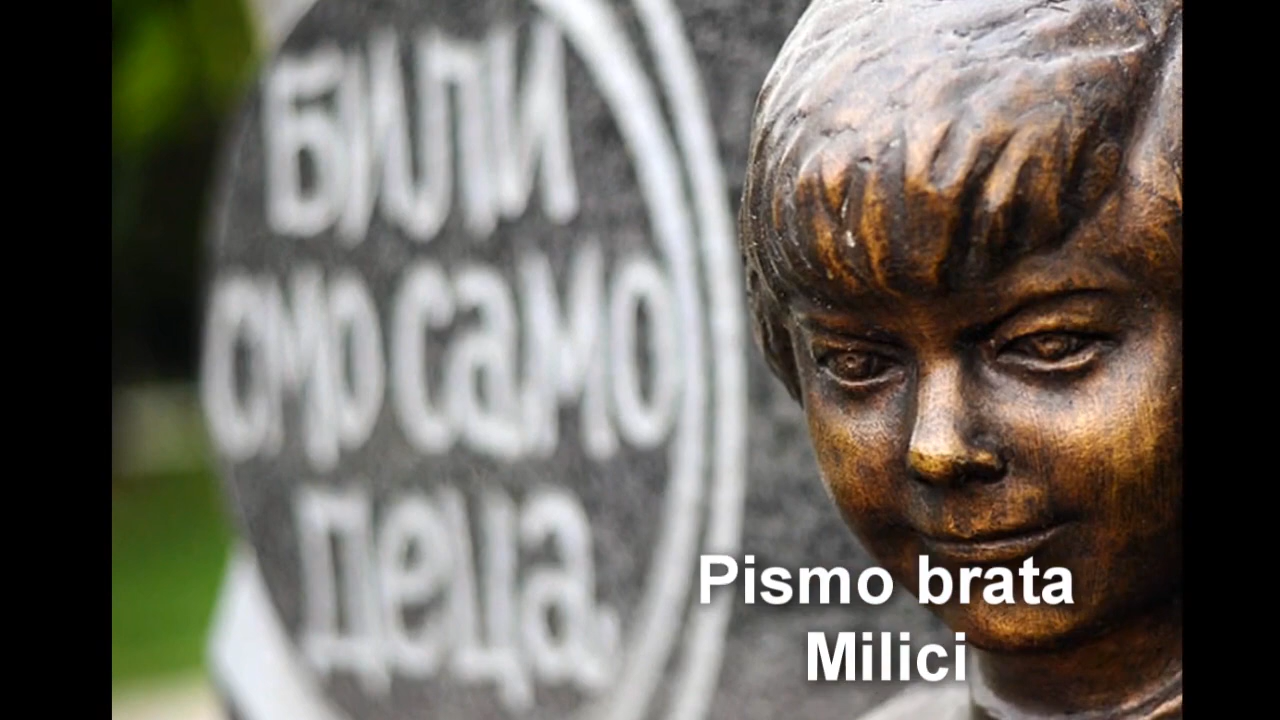 БИЛИ
смо само
деца.
Pismo brata
Milici